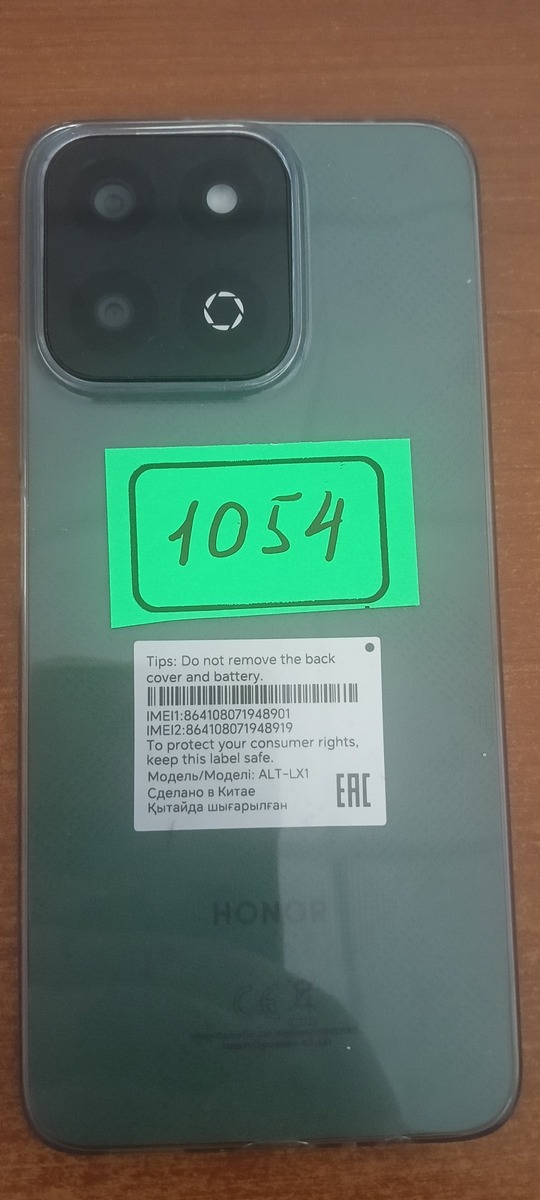 1054
Tips: Do not remove the back
cover and battery.
IMEI1:864108071948901
IMEI2:864108071948919
To protect your consumer rights,
keep this label safe.
Модель/Моделі: ALT-LX1
Сделано в Китае
Қытайда шығарылған
EAC
HONOR
CE